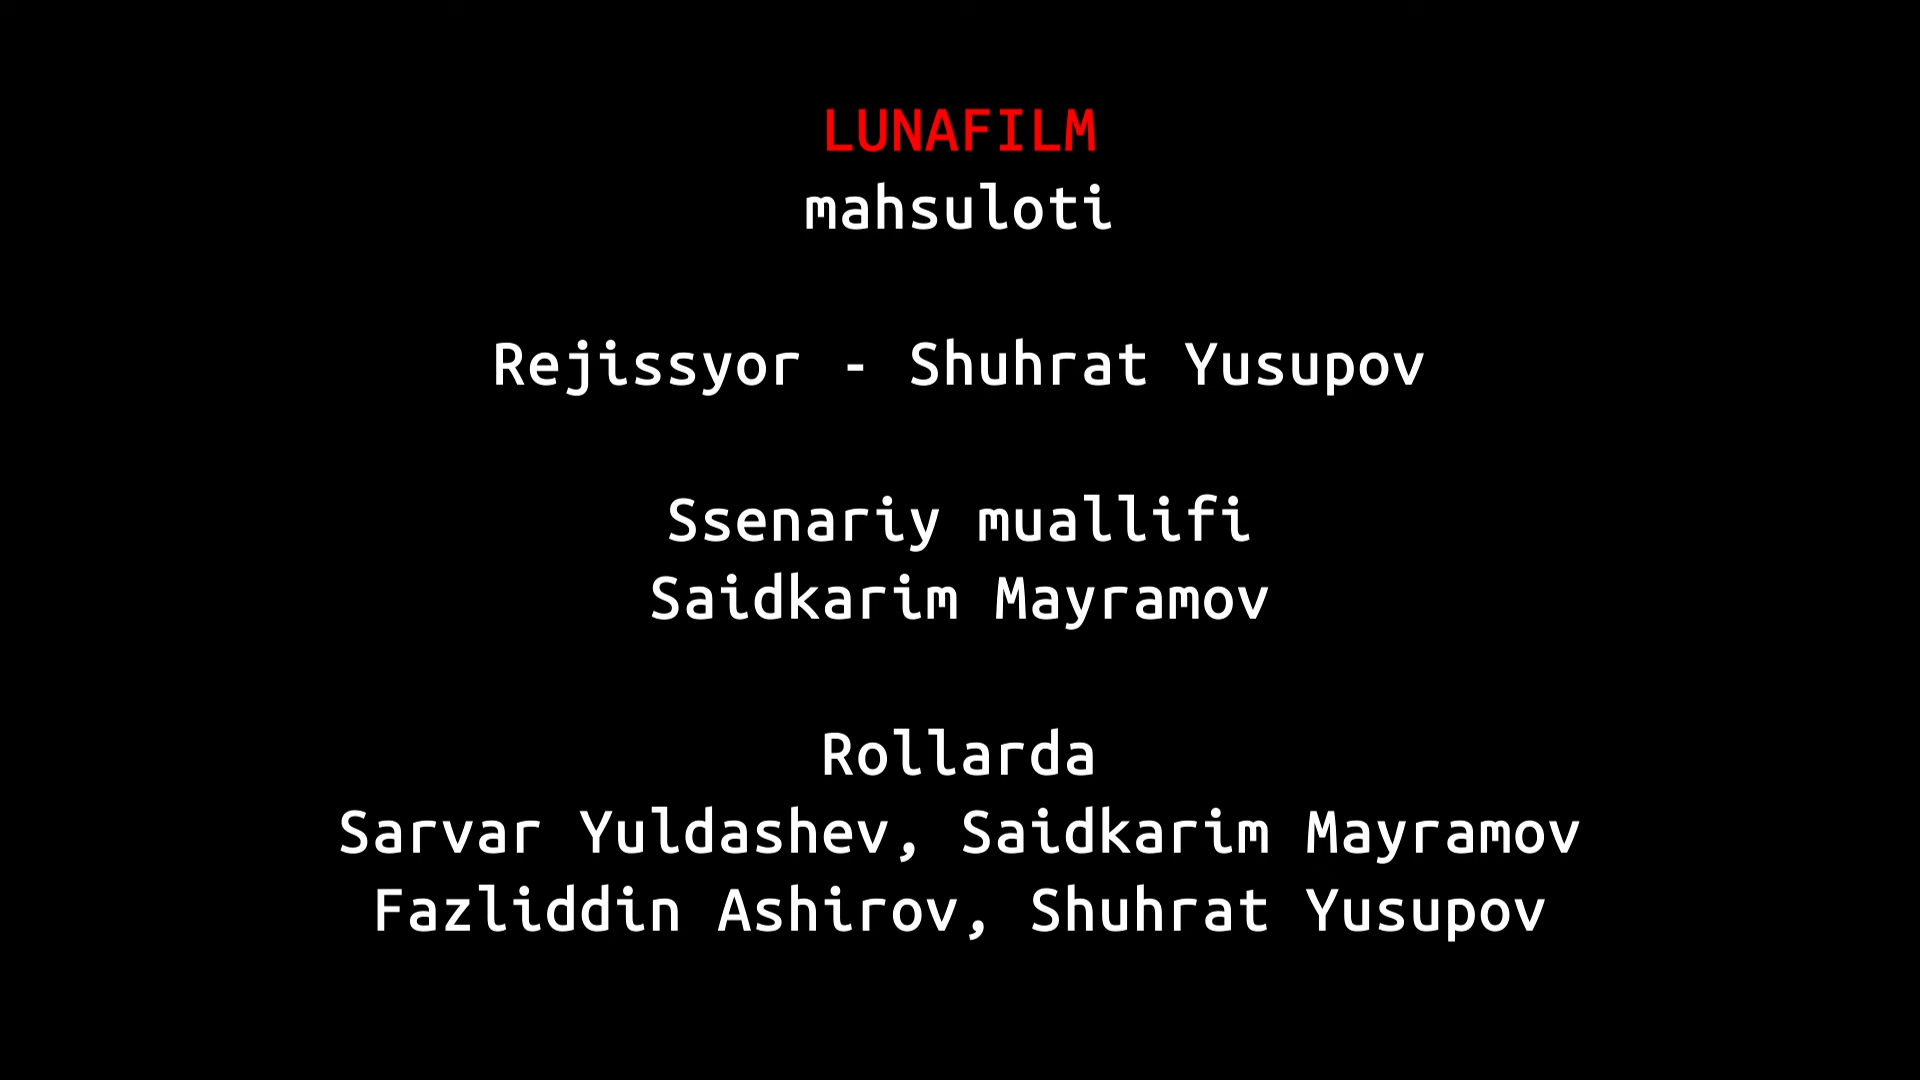 LUNAFILM
mahsuloti
Rejissyor - Shuhrat Yusupov
Ssenariy muallifi
Saidkarim Mayramov
Rollarda
Sarvar Yuldashev, Saidkarim Mayramov
Fazliddin Ashirov, Shuhrat Yusupov